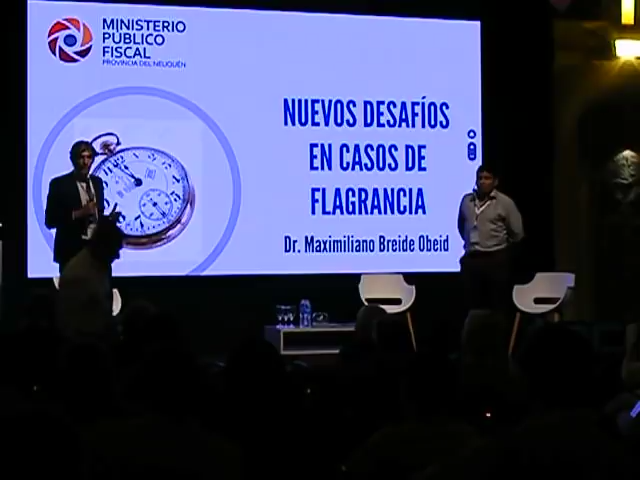 MINISTERIO
PÚBLICO
FISCAL
PROVINCIA DEL NEUQUÉN
NUEVOS DESAFÍOS
EN CASOS DE
FLAGRANCIA
Dr. Maximiliano Breide Obeid